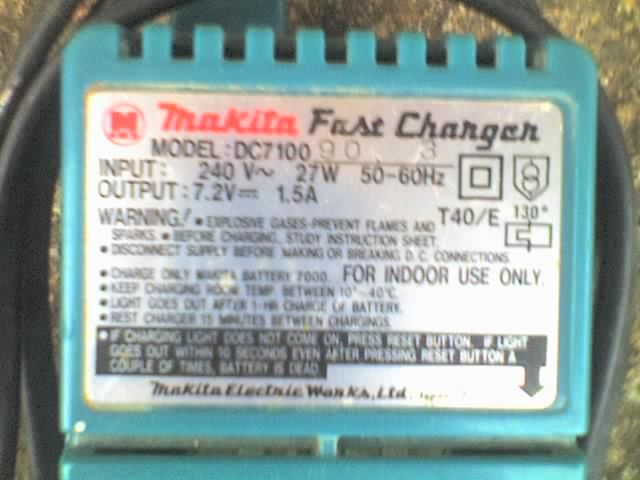 M Makita Fast Charger
MODEL: DC7100 90. 3
INPUT: 240 V~ 27W 50-60Hz
OUTPUT: 7.2V⎓ 1.5A
T40/E 130°
WARNING! • EXPLOSIVE GASES-PREVENT FLAMES AND
SPARKS. • BEFORE CHARGING, STUDY INSTRUCTION SHEET.
• DISCONNECT SUPPLY BEFORE MAKING OR BREAKING D.C. CONNECTIONS.
• CHARGE ONLY MAKITA BATTERY 7000. FOR INDOOR USE ONLY.
• KEEP CHARGING ROOM TEMP. BETWEEN 10°~40°C.
• LIGHT GOES OUT AFTER 1-HR CHARGE OF BATTERY.
• REST CHARGER 15 MINUTES BETWEEN CHARGINGS.
• IF CHARGING LIGHT DOES NOT COME ON, PRESS RESET BUTTON. IF LIGHT
GOES OUT WITHIN 10 SECONDS EVEN AFTER PRESSING RESET BUTTON A
COUPLE OF TIMES, BATTERY IS DEAD.
Makita Electric Works, Ltd.